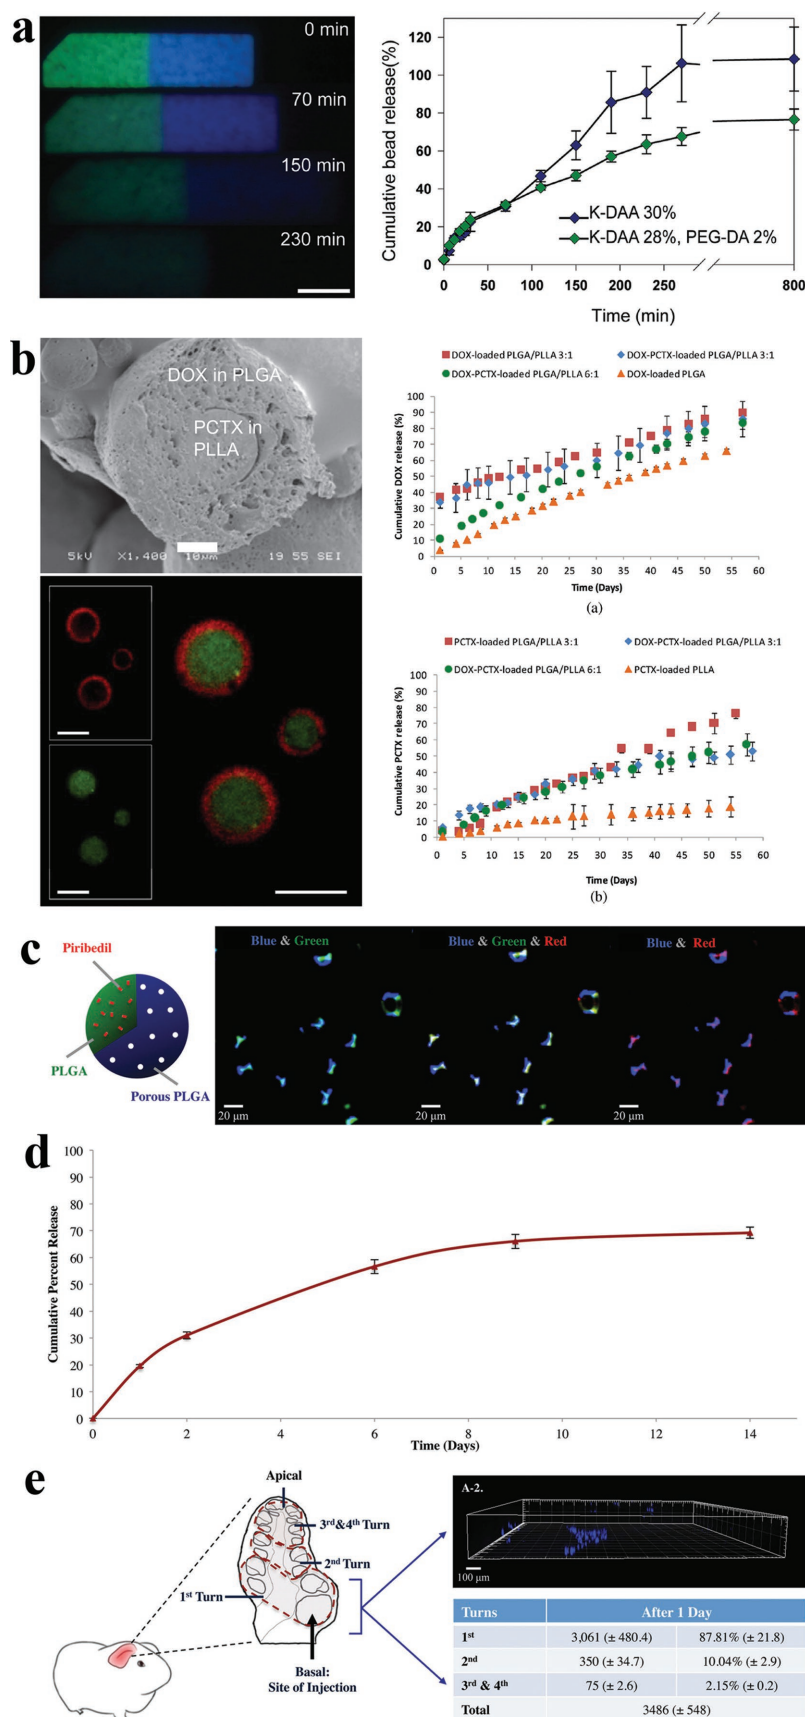 a
0 min
70 min
150 min
230 min
Cumulative bead release(%)
120
100
80
60
40
20
0
K-DAA 30%
K-DAA 28%, PEG-DA 2%
0
50
100
150
200
250
800
Time (min)
b
DOX in PLGA
PCTX in
PLLA
5kV X1,400 10μm 19 55 SEI
DOX-loaded PLGA/PLLA 3:1
DOX-PCTX-loaded PLGA/PLLA 3:1
DOX-PCTX-loaded PLGA/PLLA 6:1
DOX-loaded PLGA
Cumulative DOX release (%)
100
90
80
70
60
50
40
30
20
10
0
0 5 10 15 20 25 30 35 40 45 50 55 60
Time (Days)
(a)
PCTX-loaded PLGA/PLLA 3:1
DOX-PCTX-loaded PLGA/PLLA 3:1
DOX-PCTX-loaded PLGA/PLLA 6:1
PCTX-loaded PLLA
Cumulative PCTX release (%)
100
90
80
70
60
50
40
30
20
10
0
0 5 10 15 20 25 30 35 40 45 50 55 60
Time (Days)
(b)
c
Piribedil
PLGA
Porous PLGA
Blue & Green
20 μm
Blue & Green & Red
20 μm
Blue & Red
20 μm
d
Cumulative Percent Release
100
90
80
70
60
50
40
30
20
10
0
0 2 4 6 8 10 12 14
Time (Days)
e
Apical
3rd&4th Turn
2nd Turn
1st Turn
Basal:
Site of Injection
A-2.
100 μm
Turns After 1 Day
1st 3,061 (± 480.4) 87.81% (± 21.8)
2nd 350 (± 34.7) 10.04% (± 2.9)
3rd & 4th 75 (± 2.6) 2.15% (± 0.2)
Total 3486 (± 548)